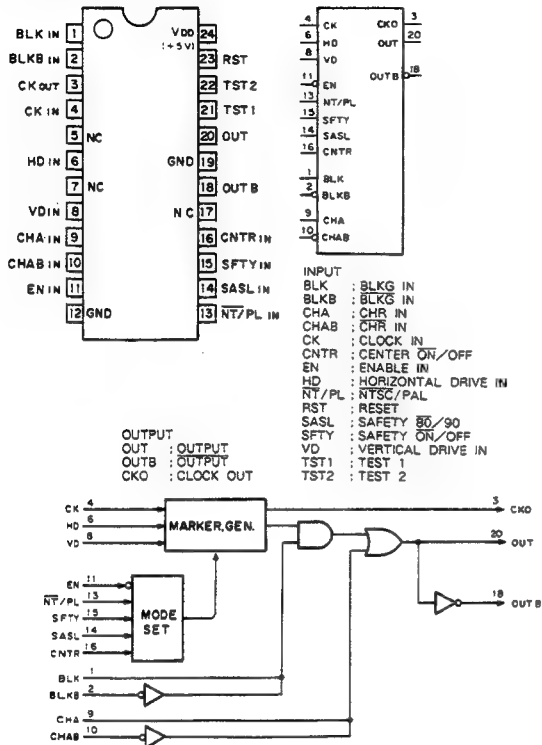 BLK IN 1
BLKB IN 2
CK OUT 3
CK IN 4
5 NC
HD IN 6
7 NC
VD IN 8
CHA IN 9
CHAB IN 10
EN IN 11
12 GND
VDD 24
(+5V)
23 RST
22 TST2
21 TST1
20 OUT
GND 19
18 OUT B
NC 17
16 CNTR IN
15 SFTY IN
14 SASL IN
13 NT/PL IN
4 CK
6 HD
8 VD
11 EN
13 NT/PL
15 SFTY
14 SASL
16 CNTR
1 BLK
2 BLKB
9 CHA
10 CHAB
CKO 3
OUT 20
OUT B 18
INPUT
BLK : BLKG IN
BLKB : BLKG IN
CHA : CHR IN
CHAB : CHR IN
CK : CLOCK IN
CNTR : CENTER ON/OFF
EN : ENABLE IN
HD : HORIZONTAL DRIVE IN
NT/PL : NTSC/PAL
RST : RESET
SASL : SAFETY 80/90
SFTY : SAFETY ON/OFF
VD : VERTICAL DRIVE IN
TST1 : TEST 1
TST2 : TEST 2
OUTPUT
OUT : OUTPUT
OUTB : OUTPUT
CKO : CLOCK OUT
CK 4
HD 6
VD 8
MARKER, GEN.
3 CKO
20 OUT
18 OUT B
EN 11
NT/PL 13
SFTY 15
SASL 14
CNTR 16
MODE
SET
BLK 1
BLKB 2
CHA 9
CHAB 10